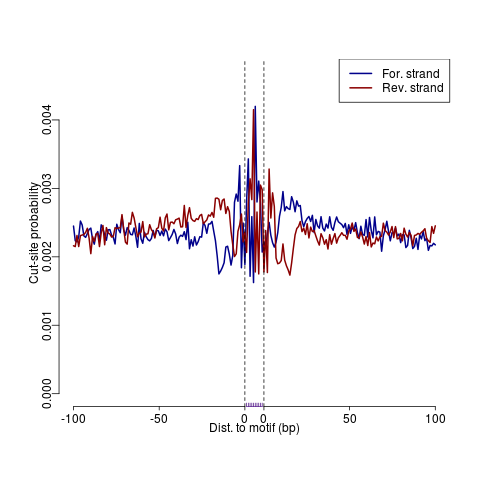 For. strand
Rev. strand
Cut-site probability
0.004
0.003
0.002
0.001
0.000
-100 -50 0 0 50 100
Dist. to motif (bp)